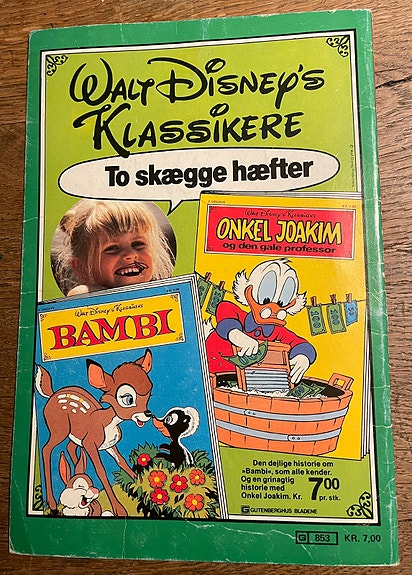 Walt Disney's
Klassikere
To skægge hæfter
Walt Disney's Klassikere
ONKEL JOAKIM
og den gale professor
Walt Disney's Klassikere
BAMBI
Den dejlige historie om
»Bambi«, som alle kender.
Og en grinagtig
historie med
Onkel Joakim. Kr. 700
pr. stk.
G GUTENBERGHUS BLADENE
G 853 KR. 7,00